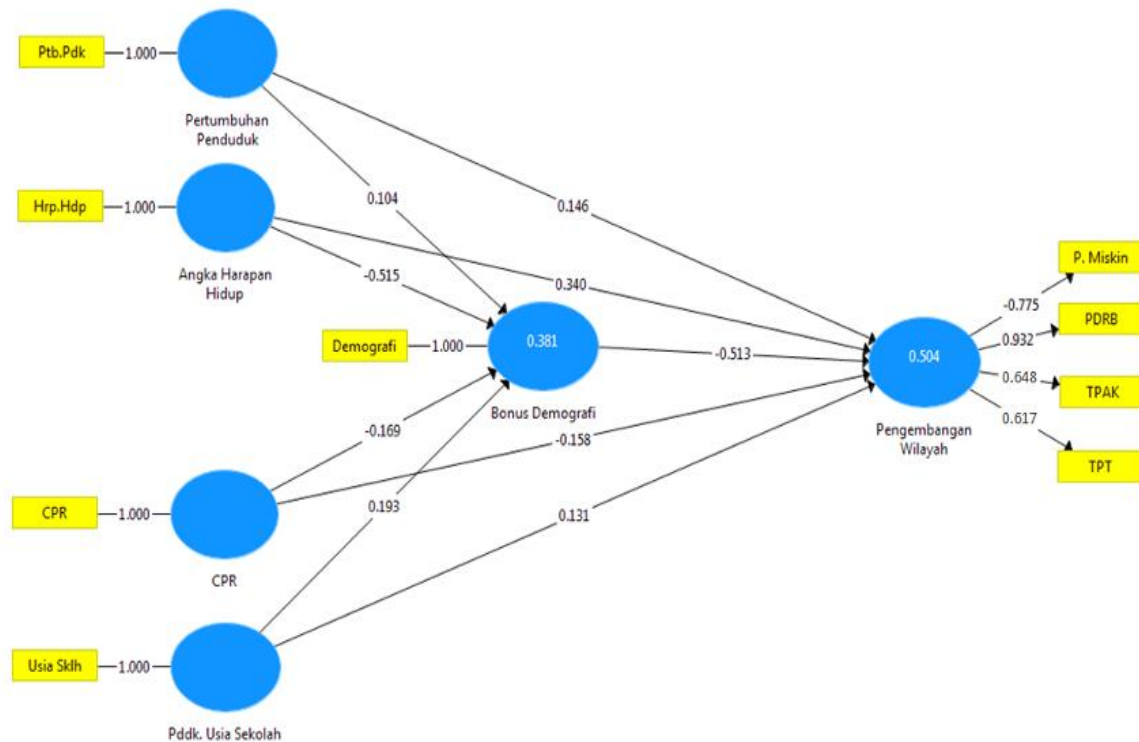 Ptb.Pdk
1.000
Pertumbuhan
Penduduk
Hrp.Hdp
1.000
Angka Harapan
Hidup
0.104
0.146
-0.515
0.340
Demografi
1.000
0.381
Bonus Demografi
-0.513
0.504
Pengembangan
Wilayah
P. Miskin
-0.775
PDRB
0.932
TPAK
0.648
0.617
TPT
-0.169
-0.158
CPR
1.000
CPR
0.193
0.131
Usia Sklh
1.000
Pddk. Usia Sekolah